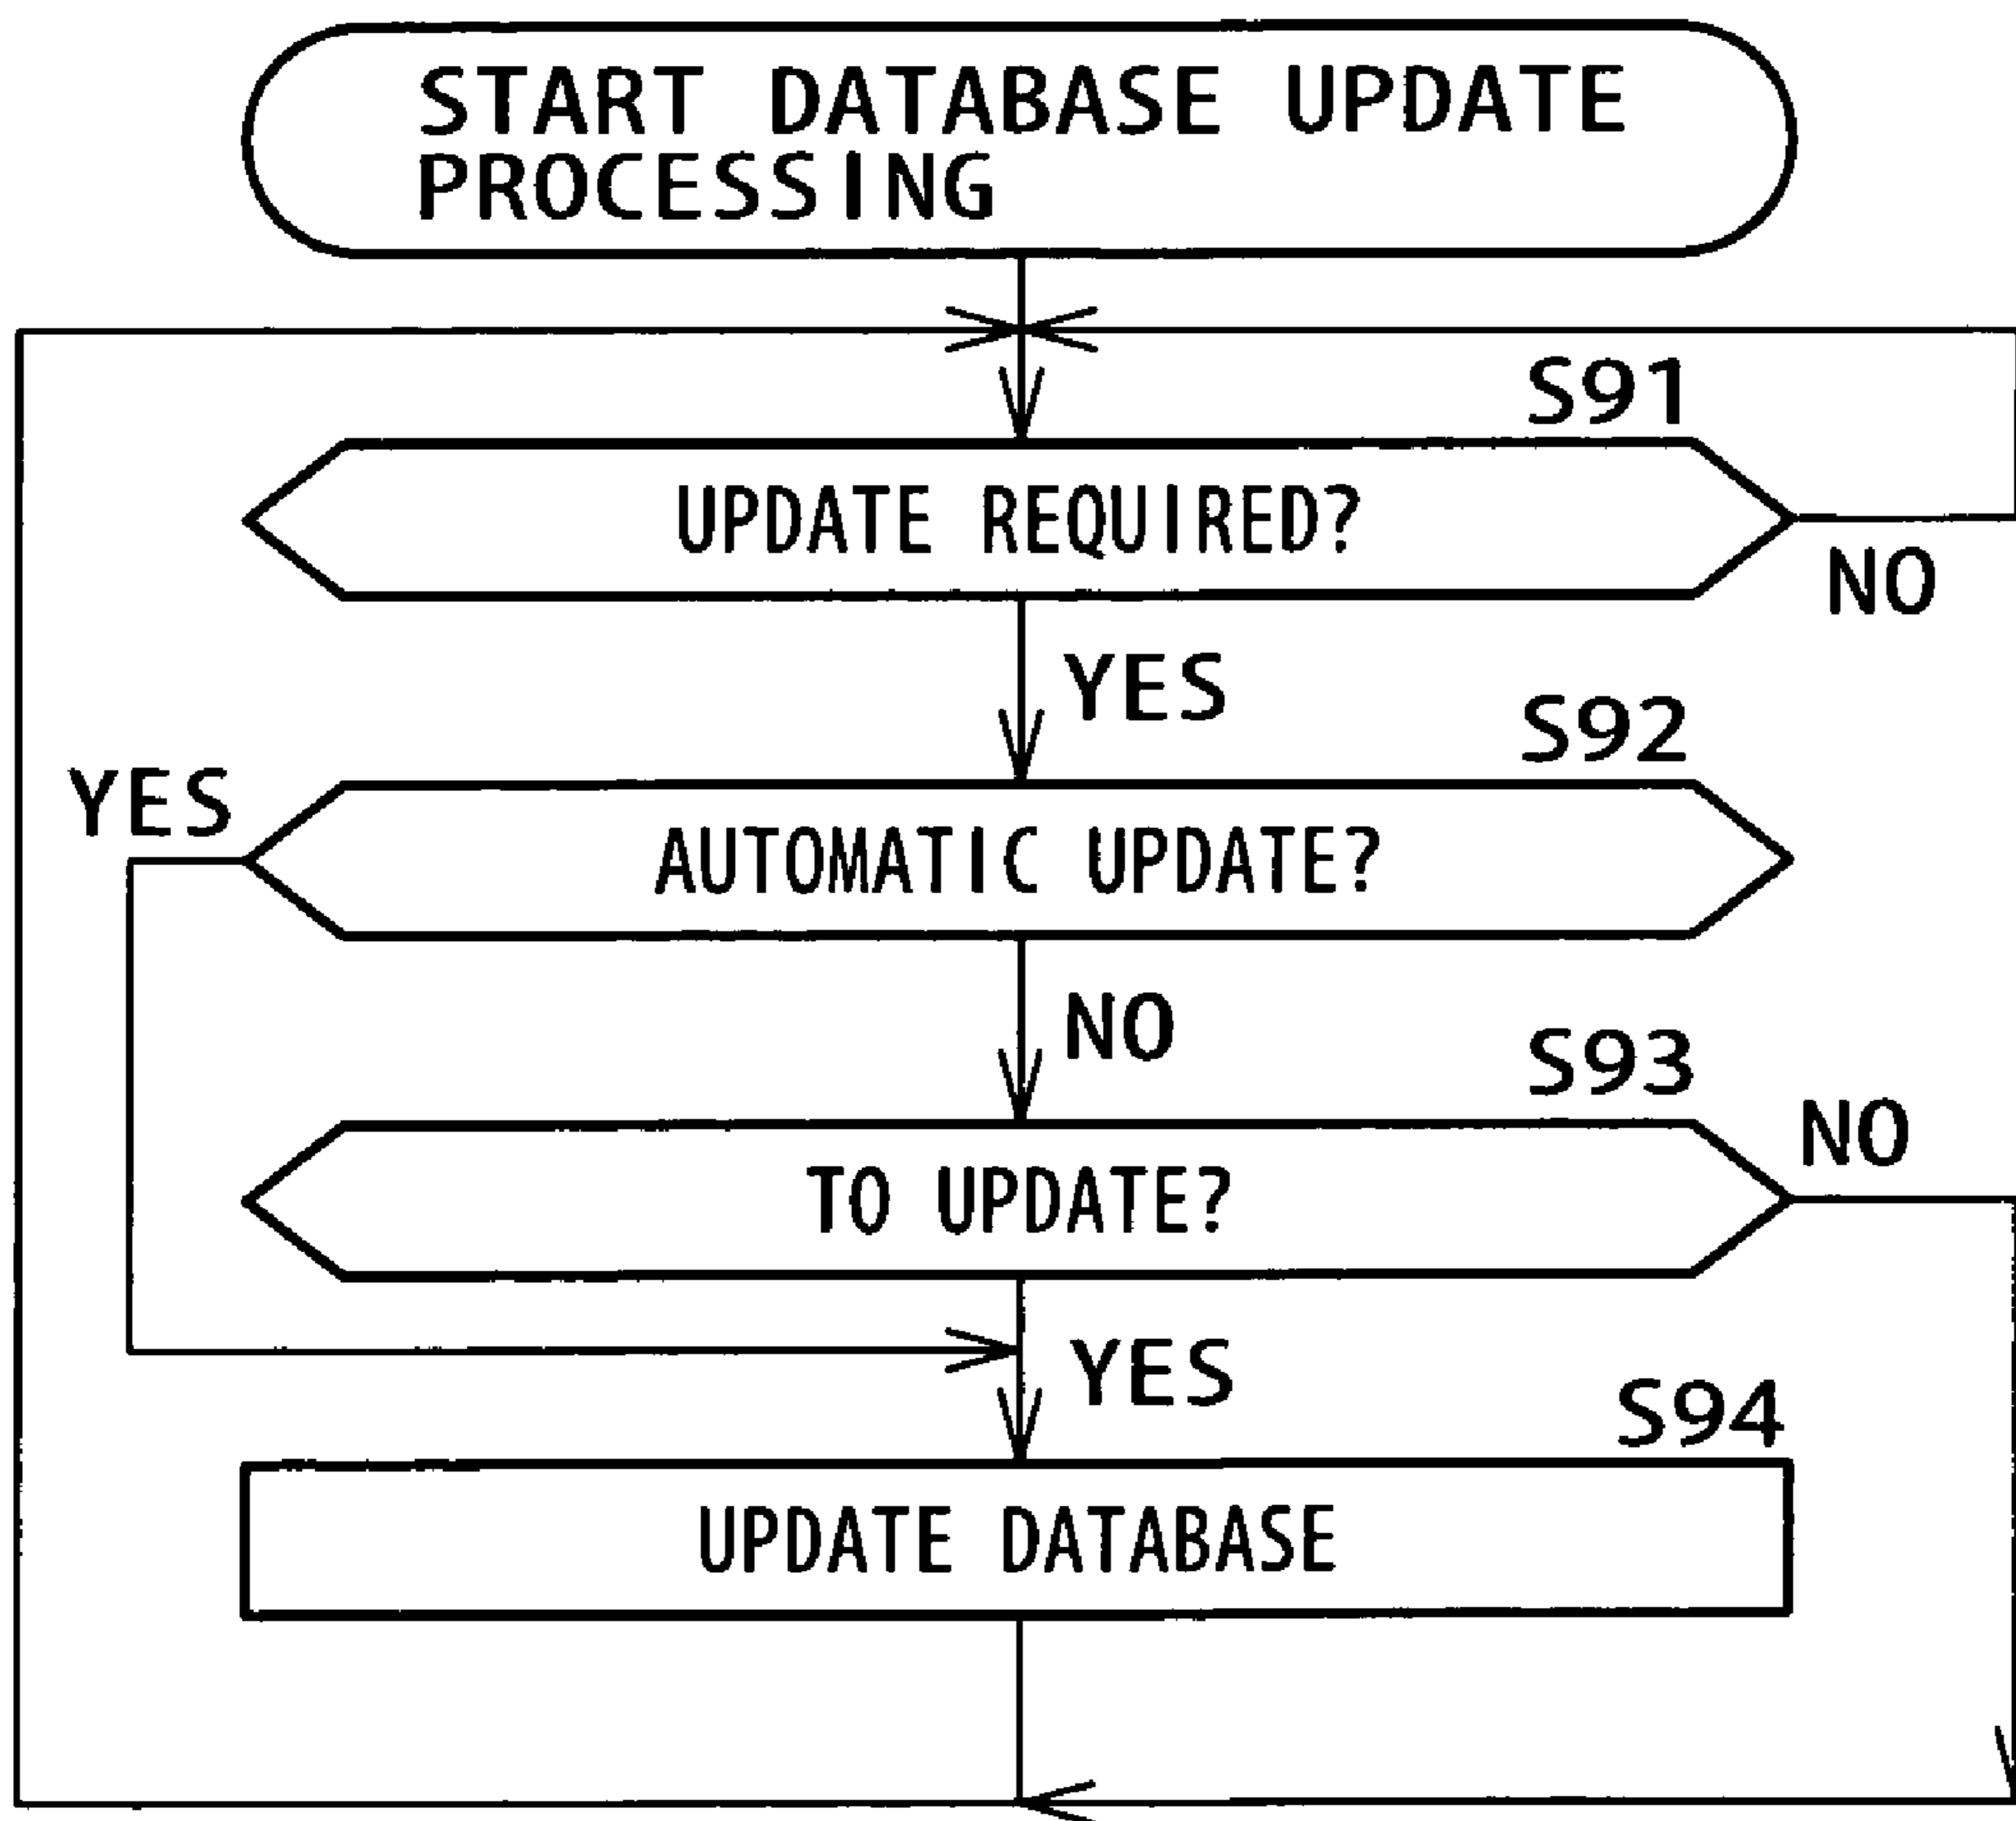 START DATABASE UPDATE
PROCESSING
S91
UPDATE REQUIRED?
NO
YES
S92
YES
AUTOMATIC UPDATE?
NO
S93
NO
TO UPDATE?
YES
S94
UPDATE DATABASE